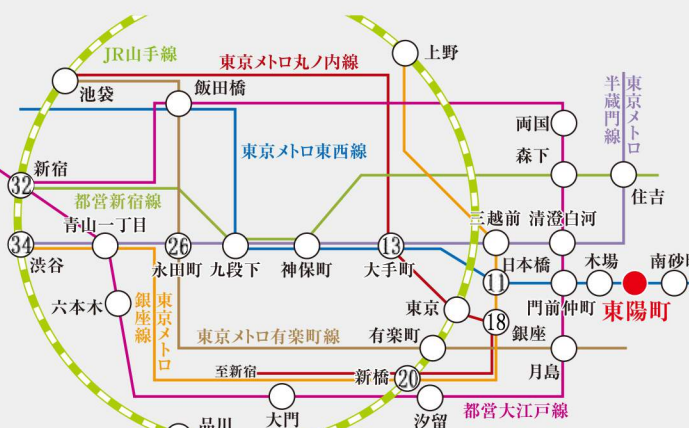 JR山手線
東京メトロ丸ノ内線
上野
池袋
飯田橋
両国
東京メトロ
半蔵門線
東京メトロ東西線
森下
新宿
32
都営新宿線
住吉
青山一丁目
三越前
清澄白河
34
26
13
渋谷
永田町
九段下
神保町
大手町
日本橋
木場
南砂町
11
六本木
東京メトロ
銀座線
東京
門前仲町
東陽町
18
銀座
東京メトロ有楽町線
有楽町
至新宿
新橋
20
月島
品川
大門
汐留
都営大江戸線